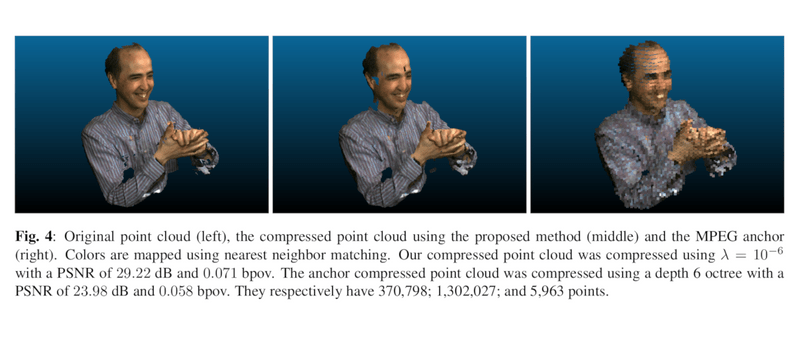 Fig. 4: Original point cloud (left), the compressed point cloud using the proposed method (middle) and the MPEG anchor
(right). Colors are mapped using nearest neighbor matching. Our compressed point cloud was compressed using λ = 10⁻⁶
with a PSNR of 29.22 dB and 0.071 bpov. The anchor compressed point cloud was compressed using a depth 6 octree with a
PSNR of 23.98 dB and 0.058 bpov. They respectively have 370,798; 1,302,027; and 5,963 points.